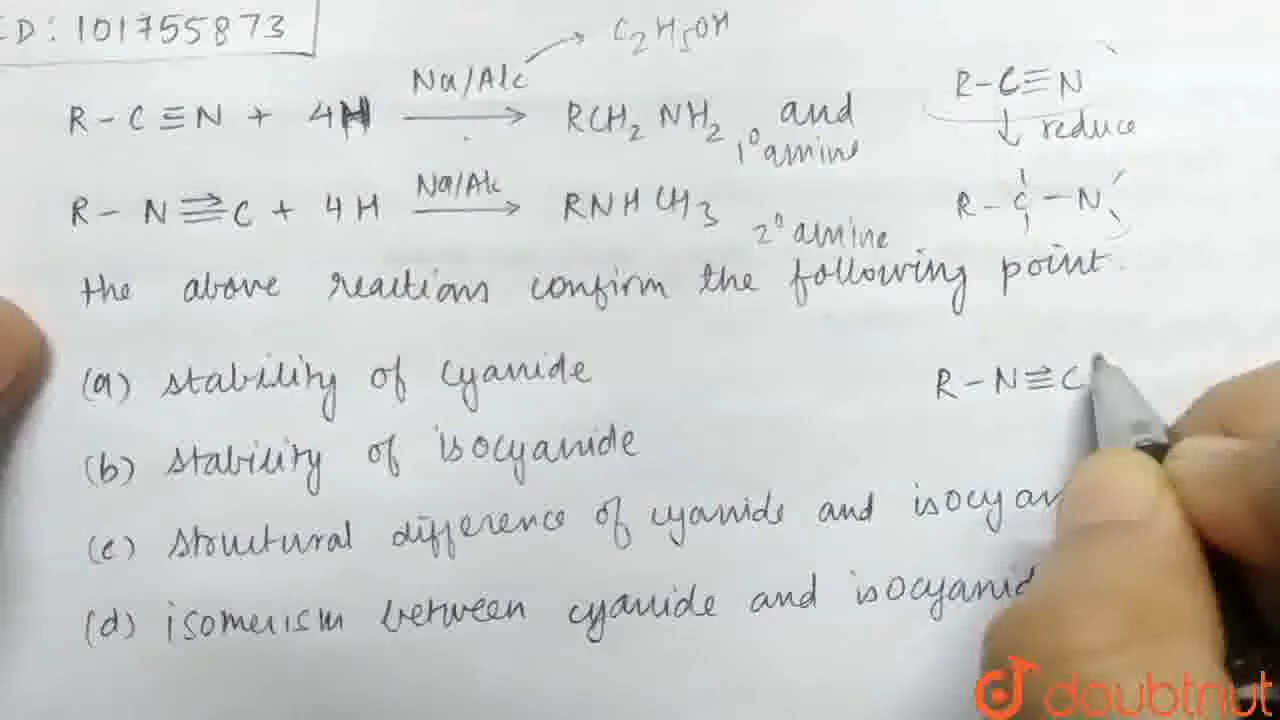 ID: 101755873
R-C≡N + 4H Na/Alc → C2H5OH RCH2NH2 and
1° amine
R-N≡C + 4H Na/Alc → RNHCH3 2° amine
the above reactions confirm the following point.
(a) stability of cyanide
(b) stability of isocyanide
(c) structural difference of cyanide and isocyan
(d) isomerism between cyanide and isocyanid
R-C≡N
↓ reduce
R-C-N
R-N≡C
doubtnut